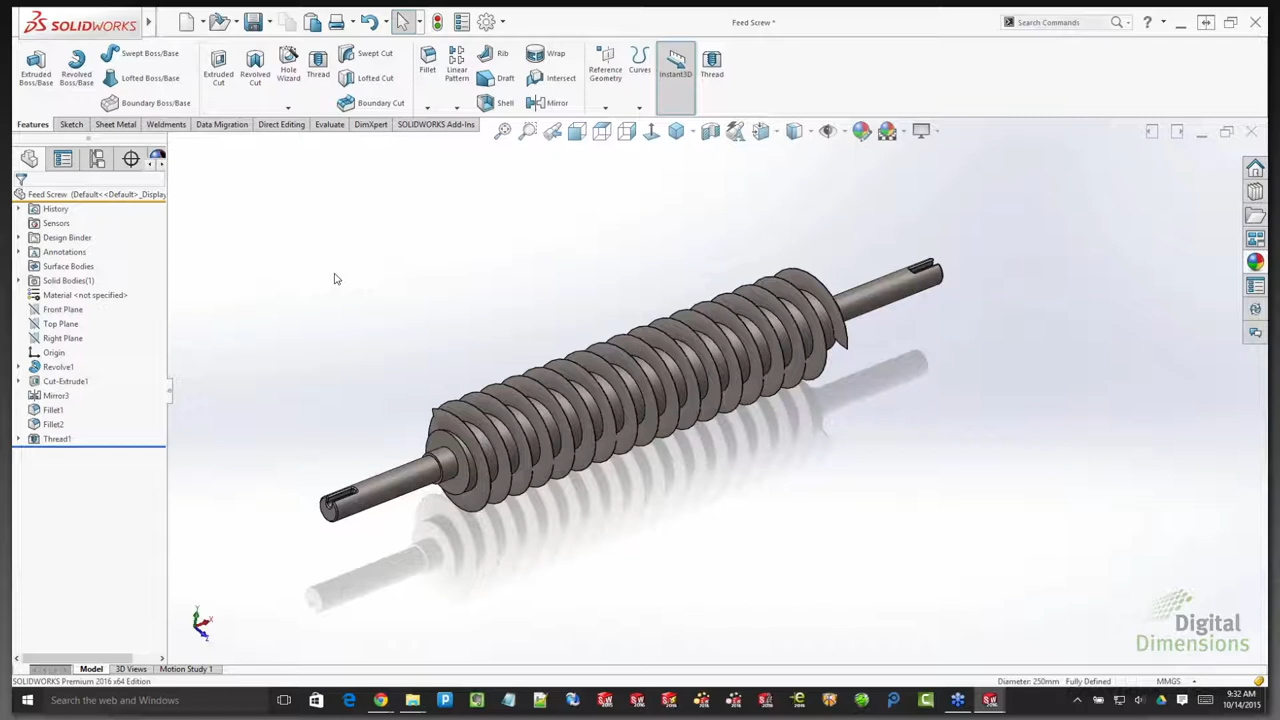 SOLIDWORKS
Feed Screw *
Search Commands
?
Extruded Boss/Base
Revolved Boss/Base
Swept Boss/Base
Lofted Boss/Base
Boundary Boss/Base
Extruded Cut
Revolved Cut
Hole Wizard
Thread
Swept Cut
Lofted Cut
Boundary Cut
Fillet
Linear Pattern
Rib
Draft
Shell
Wrap
Intersect
Mirror
Reference Geometry
Curves
Instant3D
Thread
Features
Sketch
Sheet Metal
Weldments
Data Migration
Direct Editing
Evaluate
DimXpert
SOLIDWORKS Add-Ins
Feed Screw (Default<<Default>_Display
History
Sensors
Design Binder
Annotations
Surface Bodies
Solid Bodies(1)
Material <not specified>
Front Plane
Top Plane
Right Plane
Origin
Revolve1
Cut-Extrude1
Mirror3
Fillet1
Fillet2
Thread1
Y
X
Z
Digital
Dimensions
Model
3D Views
Motion Study 1
SOLIDWORKS Premium 2016 x64 Edition
Diameter: 250mm
Fully Defined
MMGS
Search the web and Windows
9:32 AM
10/14/2015